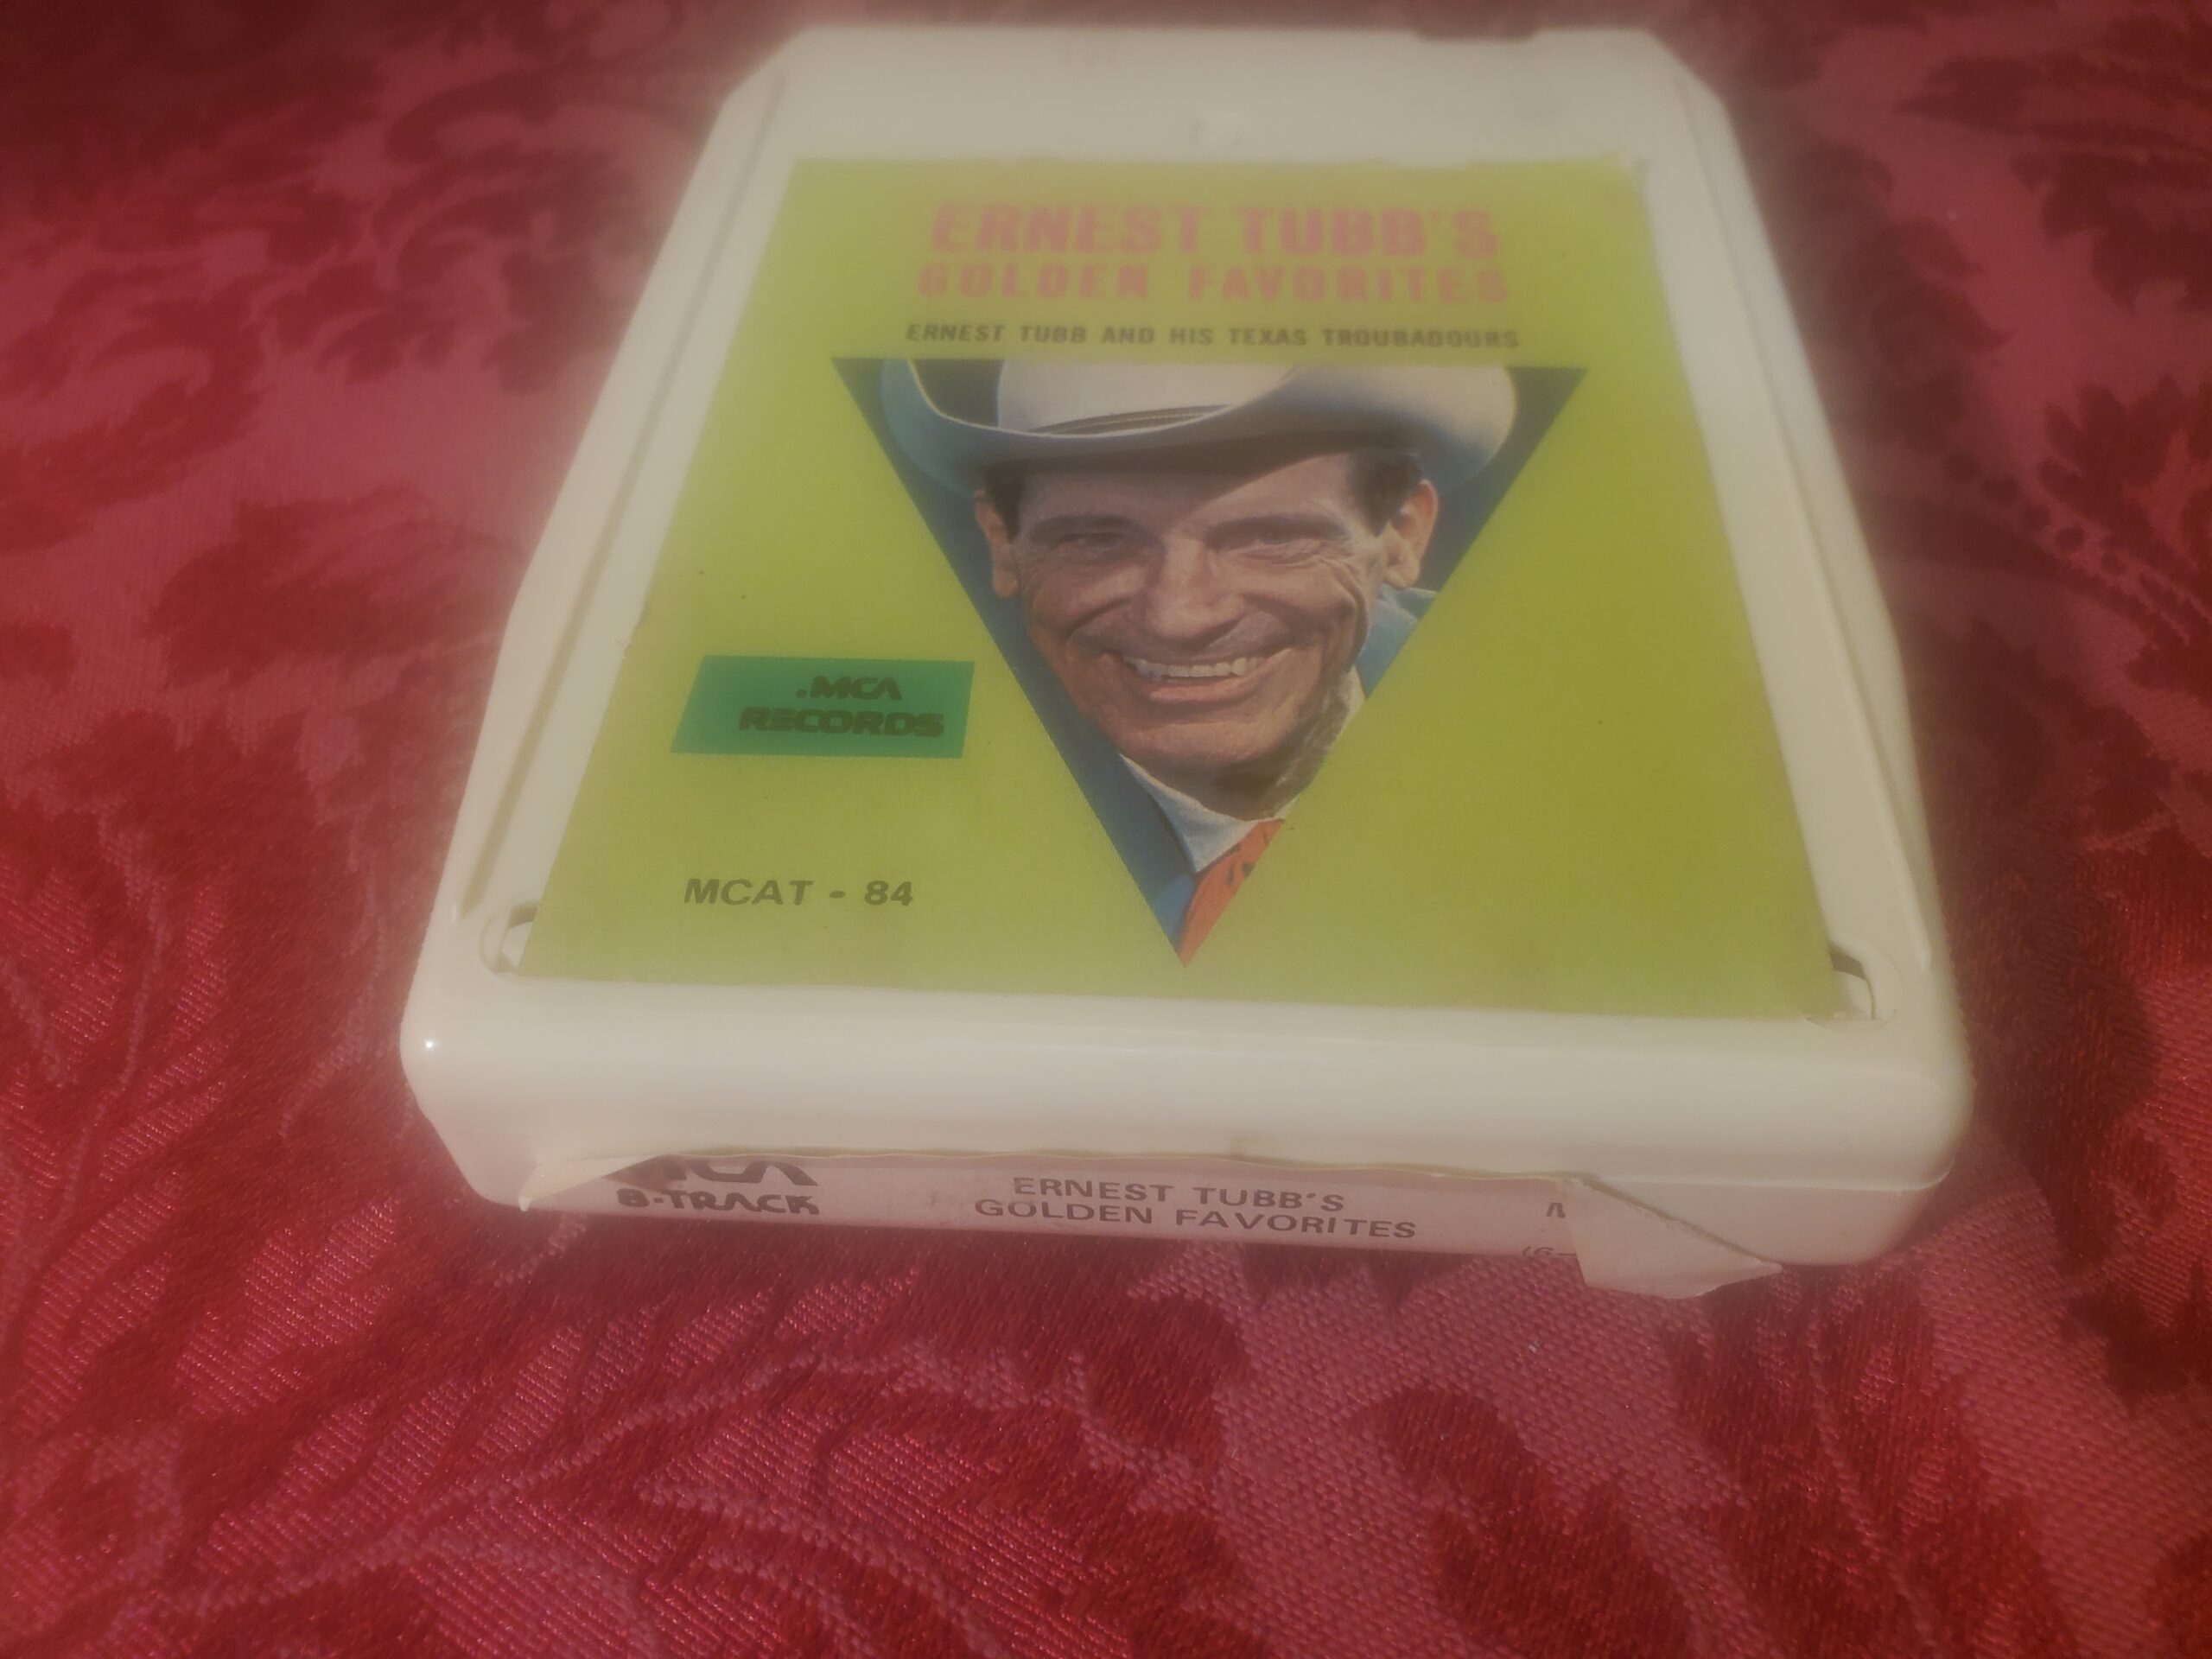 ERNEST TUBB'S
GOLDEN FAVORITES
ERNEST TUBB AND HIS TEXAS TROUBADOURS
.MCA
RECORDS
MCAT - 84
MCA
8-TRACK
ERNEST TUBB'S
GOLDEN FAVORITES